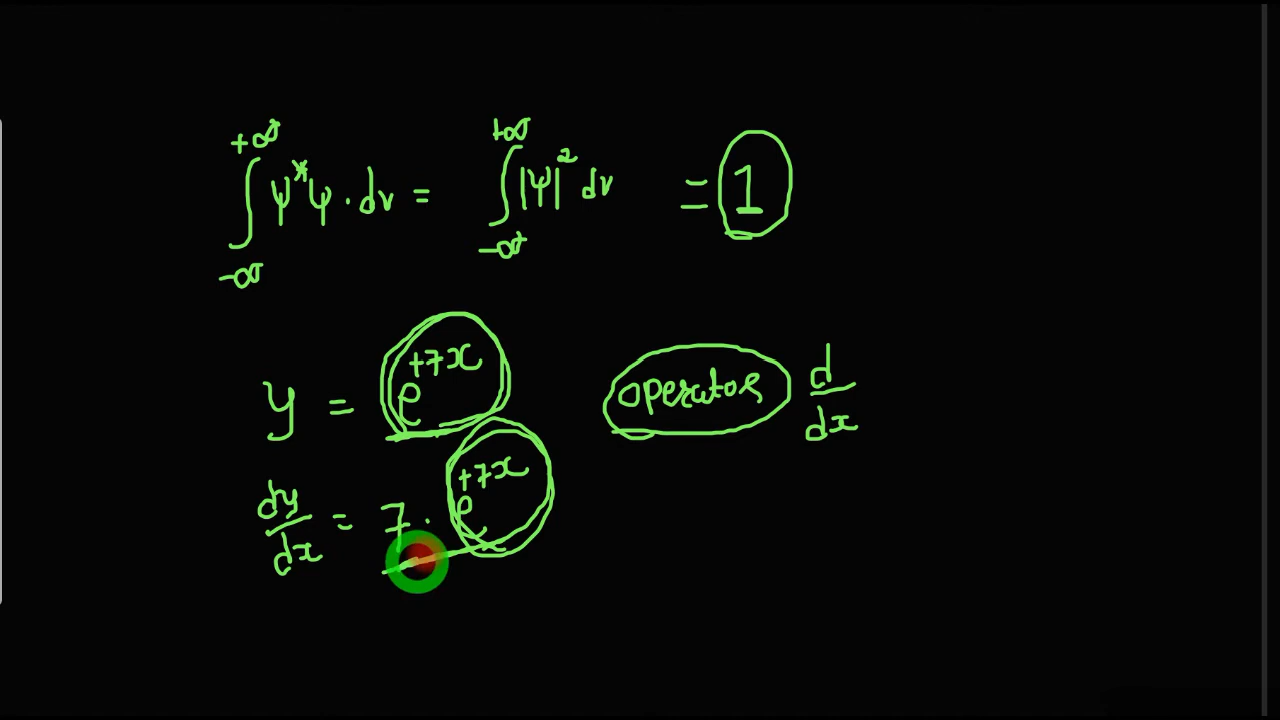 ∫_{-∞}^{+∞} ψ*ψ · dv = ∫_{-∞}^{+∞} |ψ|² dv = 1
y = e^{+7x} operator d/dx
dy/dx = 7 · e^{+7x}